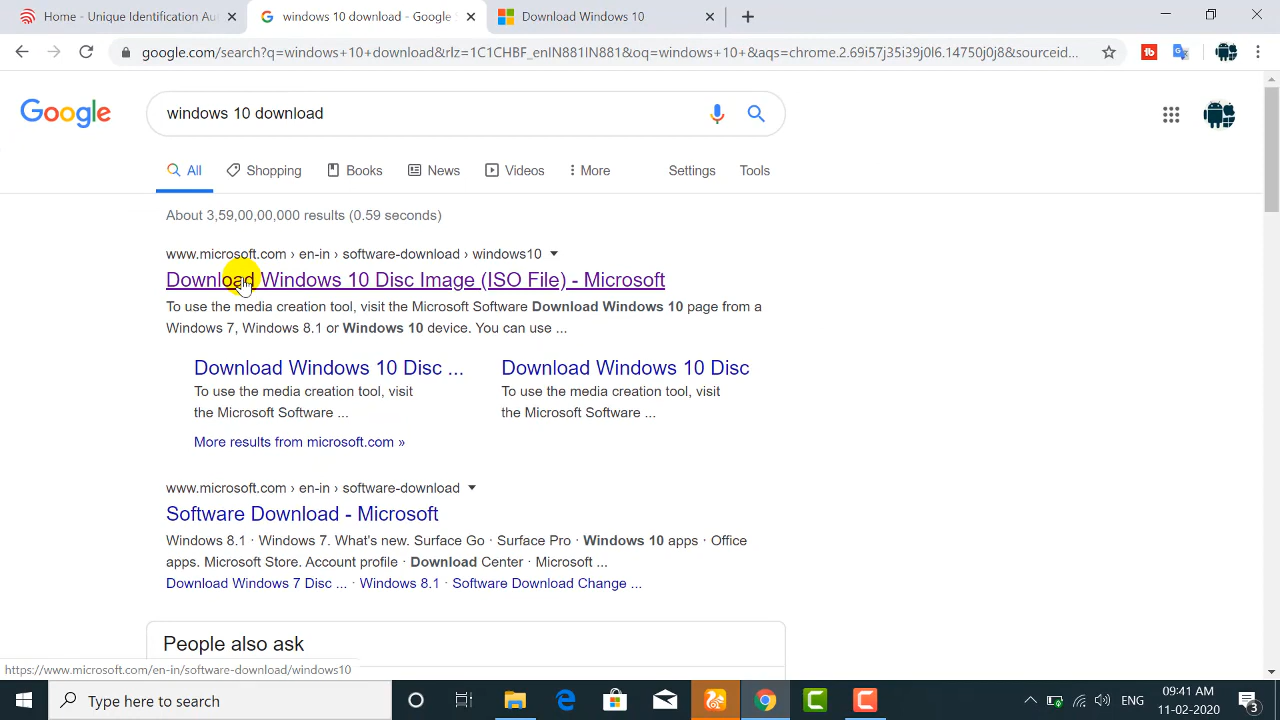 Home - Unique Identification Au
windows 10 download - Google S
Download Windows 10
google.com/search?q=windows+10+download&rlz=1C1CHBF_enIN881IN881&oq=windows+10+&aqs=chrome.2.69i57j35i39j0l6.14750j0j8&sourceid...
Google
windows 10 download
All
Shopping
Books
News
Videos
More
Settings
Tools
About 3,59,00,00,000 results (0.59 seconds)
www.microsoft.com › en-in › software-download › windows10
Download Windows 10 Disc Image (ISO File) - Microsoft
To use the media creation tool, visit the Microsoft Software Download Windows 10 page from a
Windows 7, Windows 8.1 or Windows 10 device. You can use ...
Download Windows 10 Disc ...
To use the media creation tool, visit
the Microsoft Software ...
Download Windows 10 Disc
To use the media creation tool, visit
the Microsoft Software ...
More results from microsoft.com »
www.microsoft.com › en-in › software-download
Software Download - Microsoft
Windows 8.1 · Windows 7. What's new. Surface Go · Surface Pro · Windows 10 apps · Office
apps. Microsoft Store. Account profile · Download Center · Microsoft ...
Download Windows 7 Disc ... · Windows 8.1 · Software Download Change ...
People also ask
https://www.microsoft.com/en-in/software-download/windows10
Type here to search
ENG
09:41 AM
11-02-2020
3